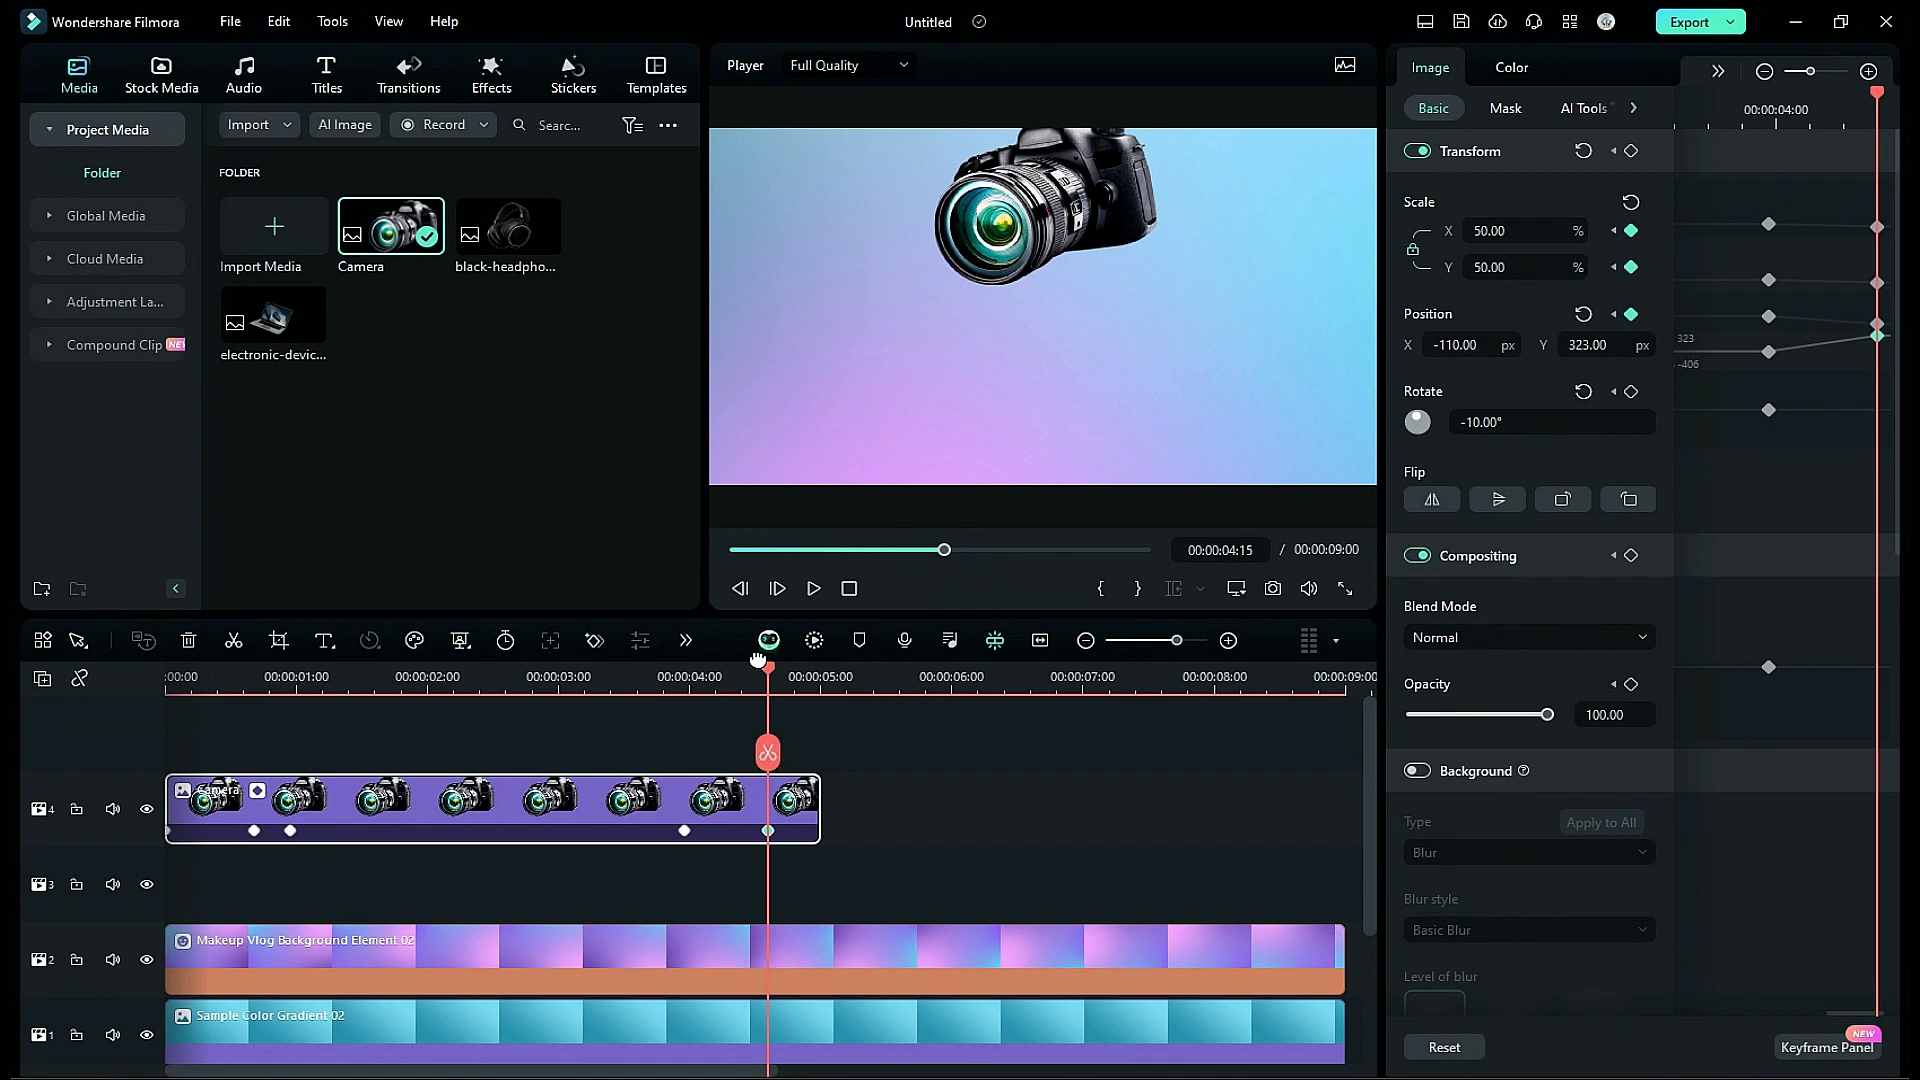 Wondershare Filmora
File
Edit
Tools
View
Help
Untitled
Export
Media
Stock Media
Audio
Titles
Transitions
Effects
Stickers
Templates
Project Media
Folder
Global Media
Cloud Media
Adjustment La...
Compound Clip
NEW
Import
AI Image
Record
Searc...
FOLDER
Import Media
Camera
black-headpho...
electronic-devic...
Player
Full Quality
00:00:04:15 / 00:00:09:00
Image
Color
Basic
Mask
AI Tools
00:00:04:00
Transform
Scale
X 50.00 %
Y 50.00 %
Position
X -110.00 px Y 323.00 px
323
-406
Rotate
-10.00°
Flip
Compositing
Blend Mode
Normal
Opacity
100.00
Background
Type
Apply to All
Blur
Blur style
Basic Blur
Level of blur
Reset
NEW
Keyframe Panel
:00:00
00:00:01:00
00:00:02:00
00:00:03:00
00:00:04:00
00:00:05:00
00:00:06:00
00:00:07:00
00:00:08:00
00:00:09:00
4
Camera
3
2
Makeup Vlog Background Element 02
1
Sample Color Gradient 02